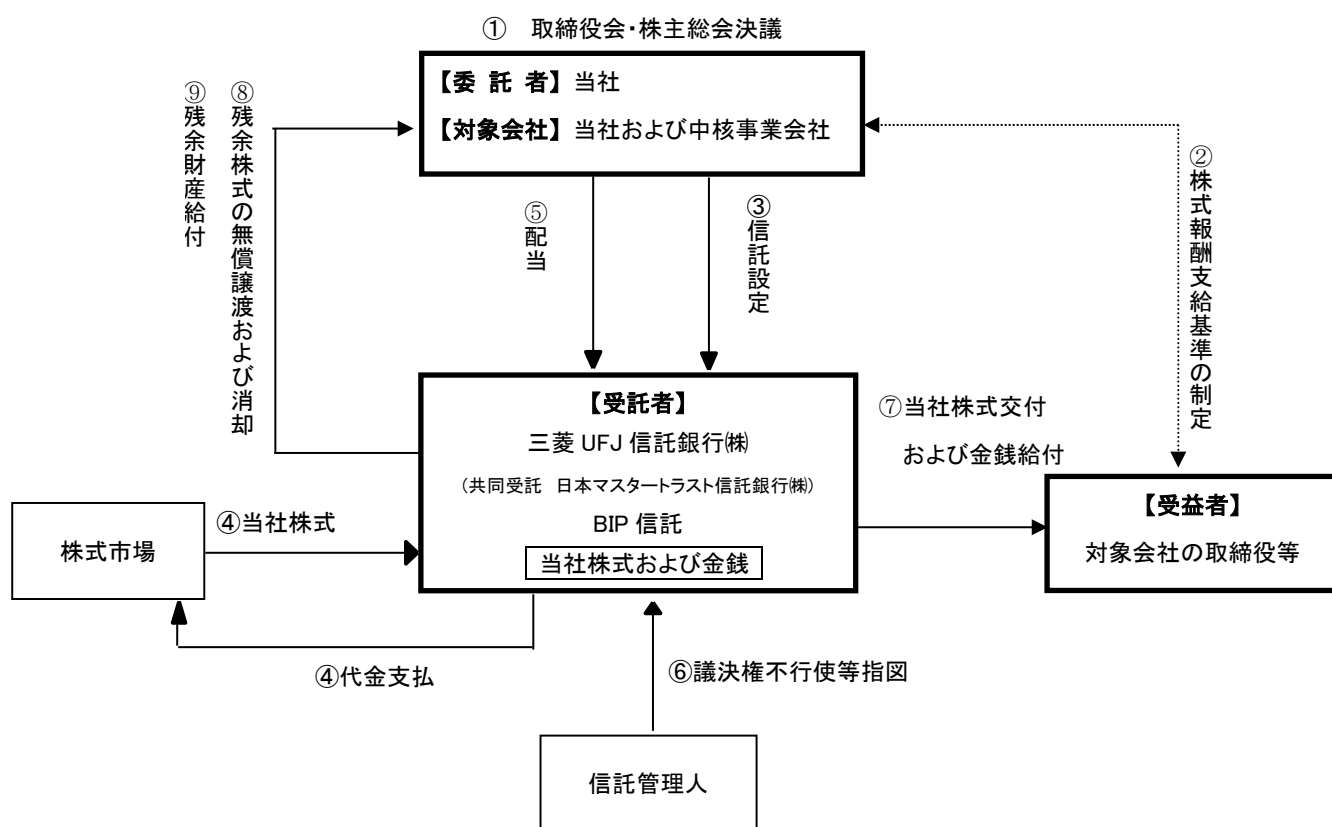 ① 取締役会・株主総会決議
【委 託 者】 当社
【対象会社】 当社および中核事業会社
⑨残余財産給付
⑧残余株式の無償譲渡および消却
⑤配当
③信託設定
②株式報酬支給基準の制定
【受託者】
三菱 UFJ 信託銀行㈱
(共同受託 日本マスタートラスト信託銀行㈱)
BIP 信託
当社株式および金銭
⑦当社株式交付
および金銭給付
【受益者】
対象会社の取締役等
株式市場
④当社株式
④代金支払
⑥議決権不行使等指図
信託管理人